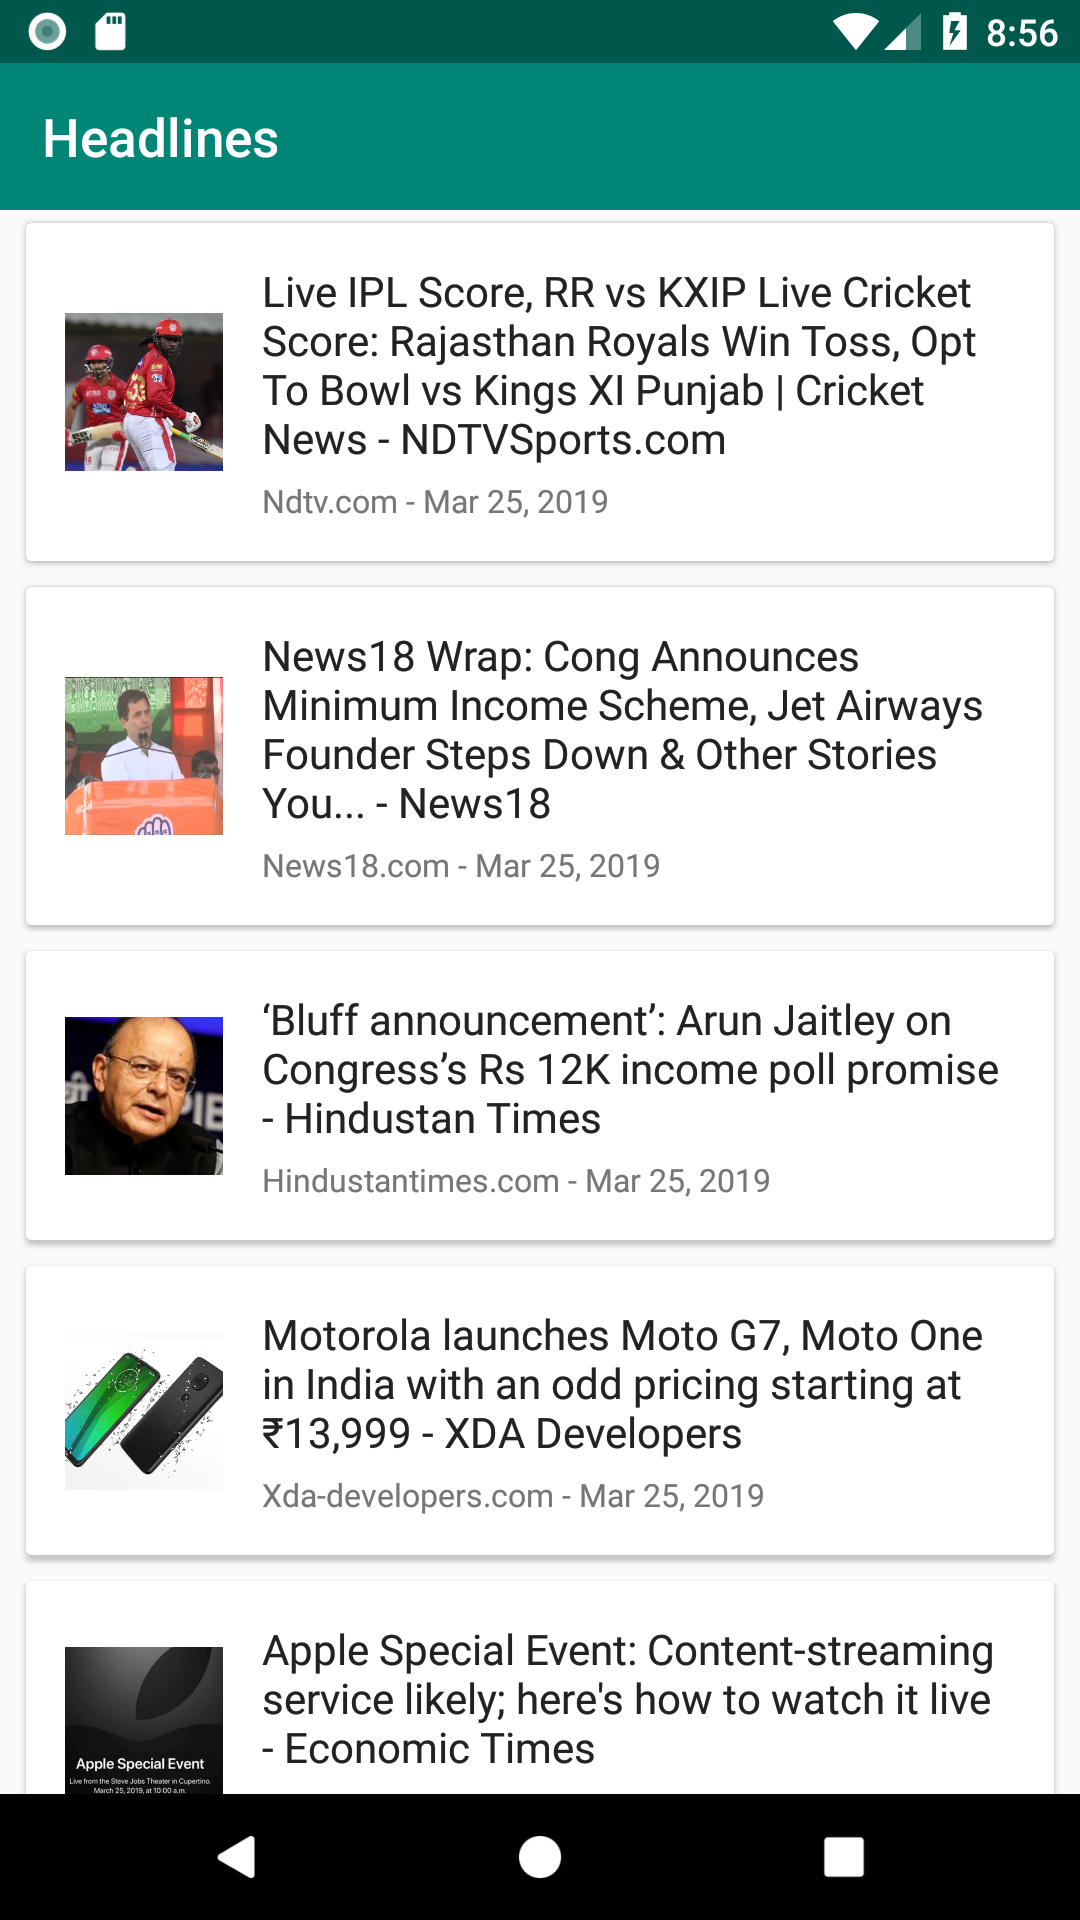 8:56
Headlines
Live IPL Score, RR vs KXIP Live Cricket
Score: Rajasthan Royals Win Toss, Opt
To Bowl vs Kings XI Punjab | Cricket
News - NDTVSports.com
Ndtv.com - Mar 25, 2019
News18 Wrap: Cong Announces
Minimum Income Scheme, Jet Airways
Founder Steps Down & Other Stories
You... - News18
News18.com - Mar 25, 2019
‘Bluff announcement’: Arun Jaitley on
Congress’s Rs 12K income poll promise
- Hindustan Times
Hindustantimes.com - Mar 25, 2019
Motorola launches Moto G7, Moto One
in India with an odd pricing starting at
₹13,999 - XDA Developers
Xda-developers.com - Mar 25, 2019
Apple Special Event: Content-streaming
service likely; here's how to watch it live
- Economic Times
Apple Special Event
Live from the Steve Jobs Theater in Cupertino.
March 25, 2019, at 10:00 a.m.